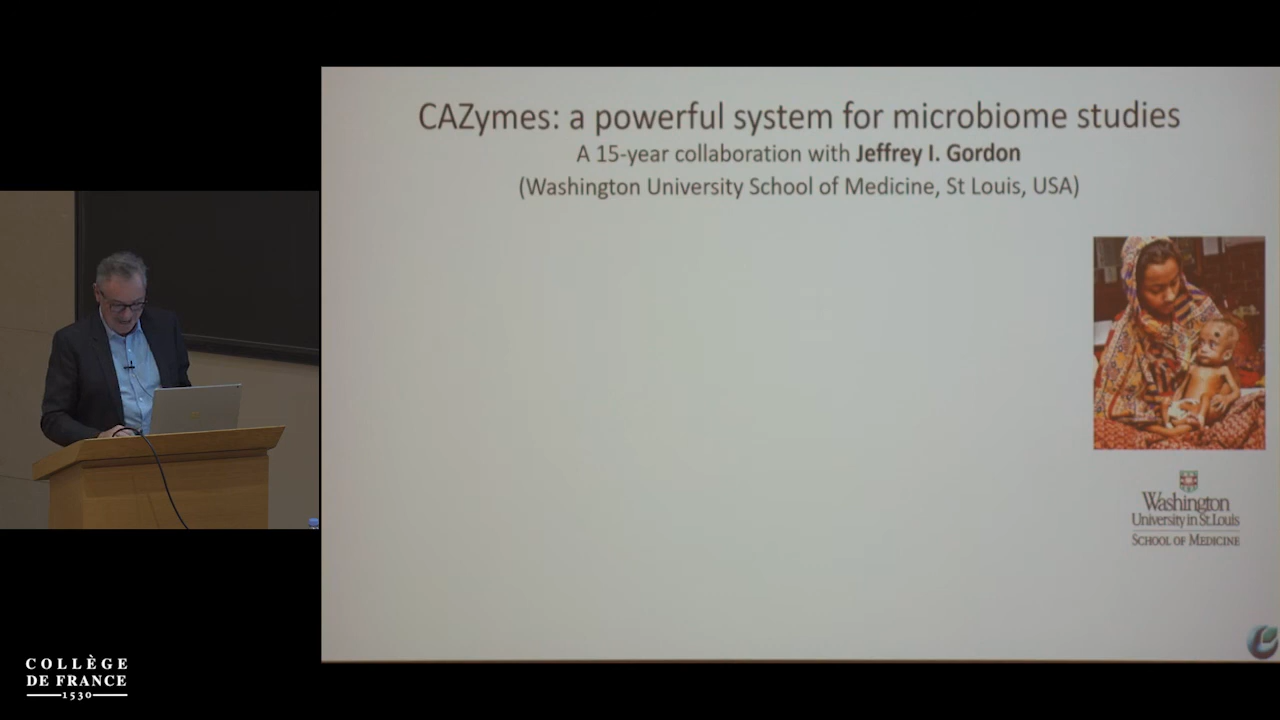 CAZymes: a powerful system for microbiome studies
A 15-year collaboration with Jeffrey I. Gordon
(Washington University School of Medicine, St Louis, USA)
Washington
University in St. Louis
SCHOOL OF MEDICINE
COLLÈGE
DE FRANCE
1530